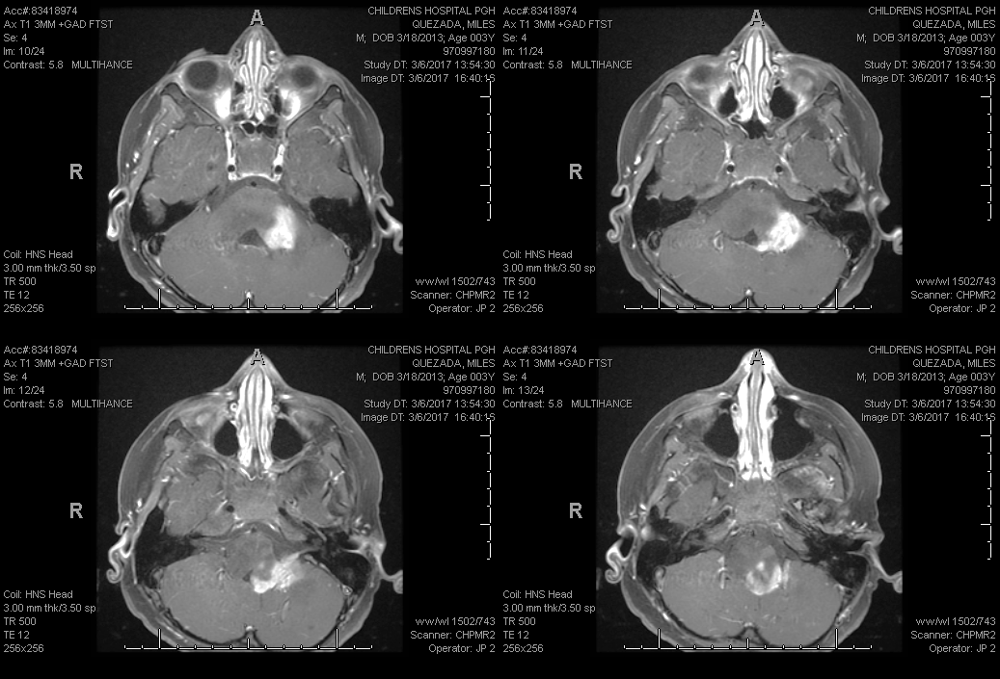 Acc#:83418974
Ax T1 3MM +GAD FTST
Se: 4
Im: 10/24
Contrast: 5.8 MULTIHANCE
A
CHILDRENS HOSPITAL PGH
QUEZADA, MILES
M; DOB 3/18/2013; Age 003Y
970997180
Study DT: 3/6/2017 13:54:30
Image DT: 3/6/2017 16:40:15
R
Coil: HNS Head
3.00 mm thk/3.50 sp
TR 500
TE 12
256x256
ww/wl 1502/743
Scanner: CHPMR2
Operator: JP 2
Acc#:83418974
Ax T1 3MM +GAD FTST
Se: 4
Im: 11/24
Contrast: 5.8 MULTIHANCE
A
CHILDRENS HOSPITAL PGH
QUEZADA, MILES
M; DOB 3/18/2013; Age 003Y
970997180
Study DT: 3/6/2017 13:54:30
Image DT: 3/6/2017 16:40:15
R
Coil: HNS Head
3.00 mm thk/3.50 sp
TR 500
TE 12
256x256
ww/wl 1502/743
Scanner: CHPMR2
Operator: JP 2
Acc#:83418974
Ax T1 3MM +GAD FTST
Se: 4
Im: 12/24
Contrast: 5.8 MULTIHANCE
A
CHILDRENS HOSPITAL PGH
QUEZADA, MILES
M; DOB 3/18/2013; Age 003Y
970997180
Study DT: 3/6/2017 13:54:30
Image DT: 3/6/2017 16:40:15
R
Coil: HNS Head
3.00 mm thk/3.50 sp
TR 500
TE 12
256x256
ww/wl 1502/743
Scanner: CHPMR2
Operator: JP 2
Acc#:83418974
Ax T1 3MM +GAD FTST
Se: 4
Im: 13/24
Contrast: 5.8 MULTIHANCE
A
CHILDRENS HOSPITAL PGH
QUEZADA, MILES
M; DOB 3/18/2013; Age 003Y
970997180
Study DT: 3/6/2017 13:54:30
Image DT: 3/6/2017 16:40:15
R
Coil: HNS Head
3.00 mm thk/3.50 sp
TR 500
TE 12
256x256
ww/wl 1502/743
Scanner: CHPMR2
Operator: JP 2